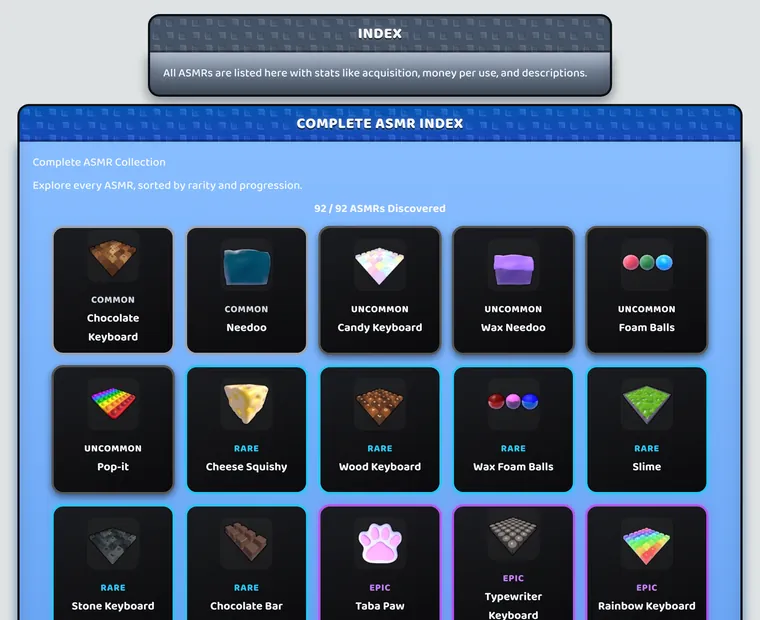 INDEX
All ASMRs are listed here with stats like acquisition, money per use, and descriptions.
COMPLETE ASMR INDEX
Complete ASMR Collection
Explore every ASMR, sorted by rarity and progression.
92 / 92 ASMRs Discovered
COMMON
Chocolate
Keyboard
COMMON
Needoo
UNCOMMON
Candy Keyboard
UNCOMMON
Wax Needoo
UNCOMMON
Foam Balls
UNCOMMON
Pop-it
RARE
Cheese Squishy
RARE
Wood Keyboard
RARE
Wax Foam Balls
RARE
Slime
RARE
Stone Keyboard
RARE
Chocolate Bar
EPIC
Taba Paw
EPIC
Typewriter
Keyboard
EPIC
Rainbow Keyboard